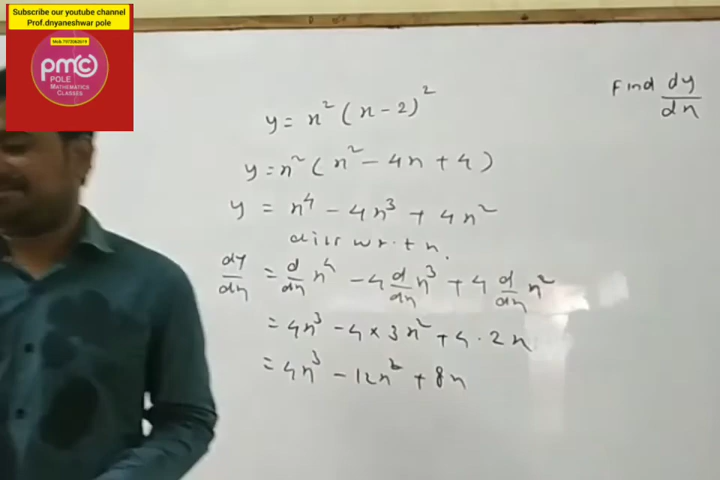 Subscribe our youtube channel
Prof.dnyaneshwar pole
Mob.7972062619
pmc
POLE
MATHEMATICS
CLASSES
Find dy/dn
y = n²(n-2)²
y = n²(n² - 4n + 4)
y = n⁴ - 4n³ + 4n²
diff w.r.t n.
dy/dn = d/dn n⁴ - 4 d/dn n³ + 4 d/dn n²
= 4n³ - 4 × 3n² + 4 · 2n
= 4n³ - 12n² + 8n